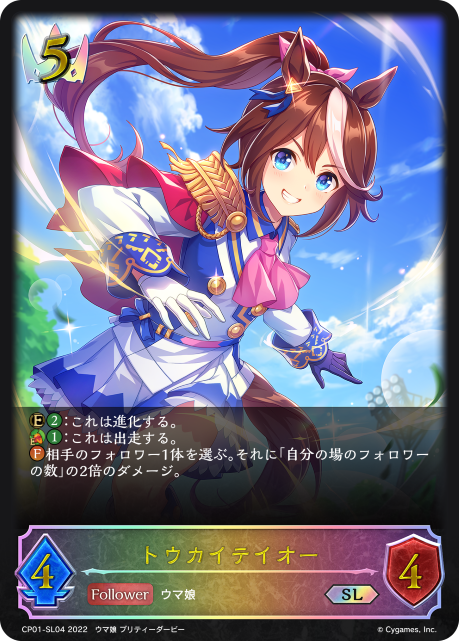 5
E 2:これは進化する。
1:これは出走する。
F 相手のフォロワー1体を選ぶ。それに「自分の場のフォロワー
の数」の2倍のダメージ。
トウカイテイオー
4
Follower ウマ娘
SL
4
CP01-SL04 2022 ウマ娘 プリティーダービー
© Cygames, Inc.